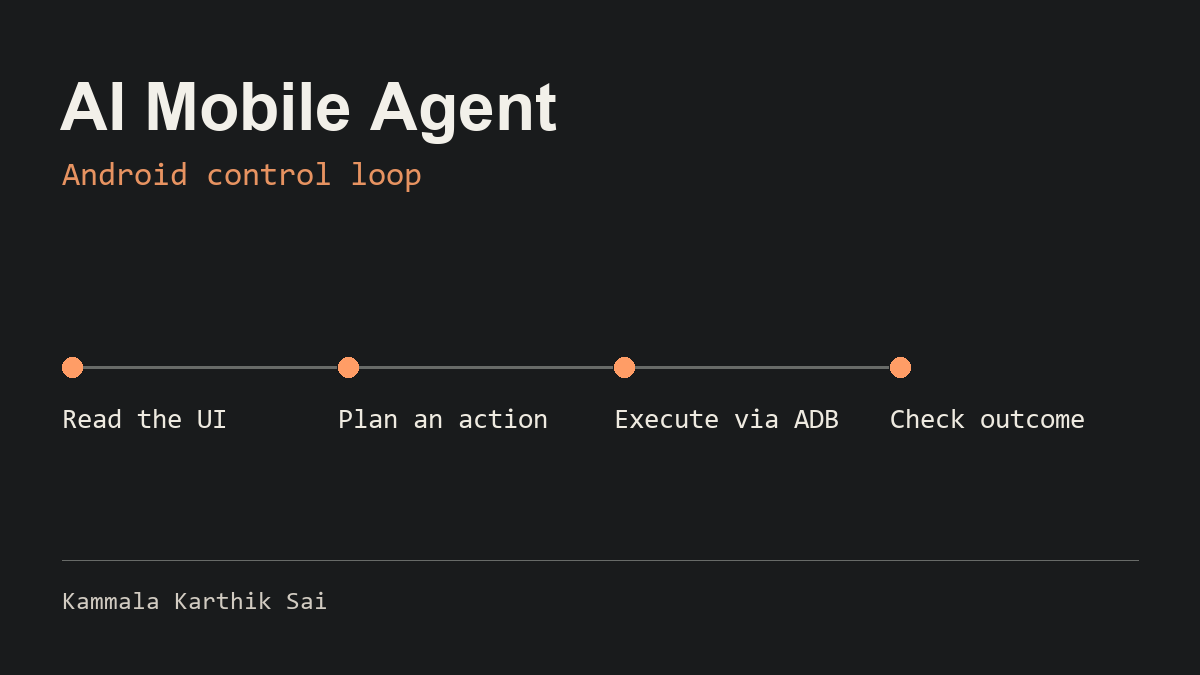 AI Mobile Agent
Android control loop
Read the UI
Plan an action
Execute via ADB
Check outcome
Kammala Karthik Sai